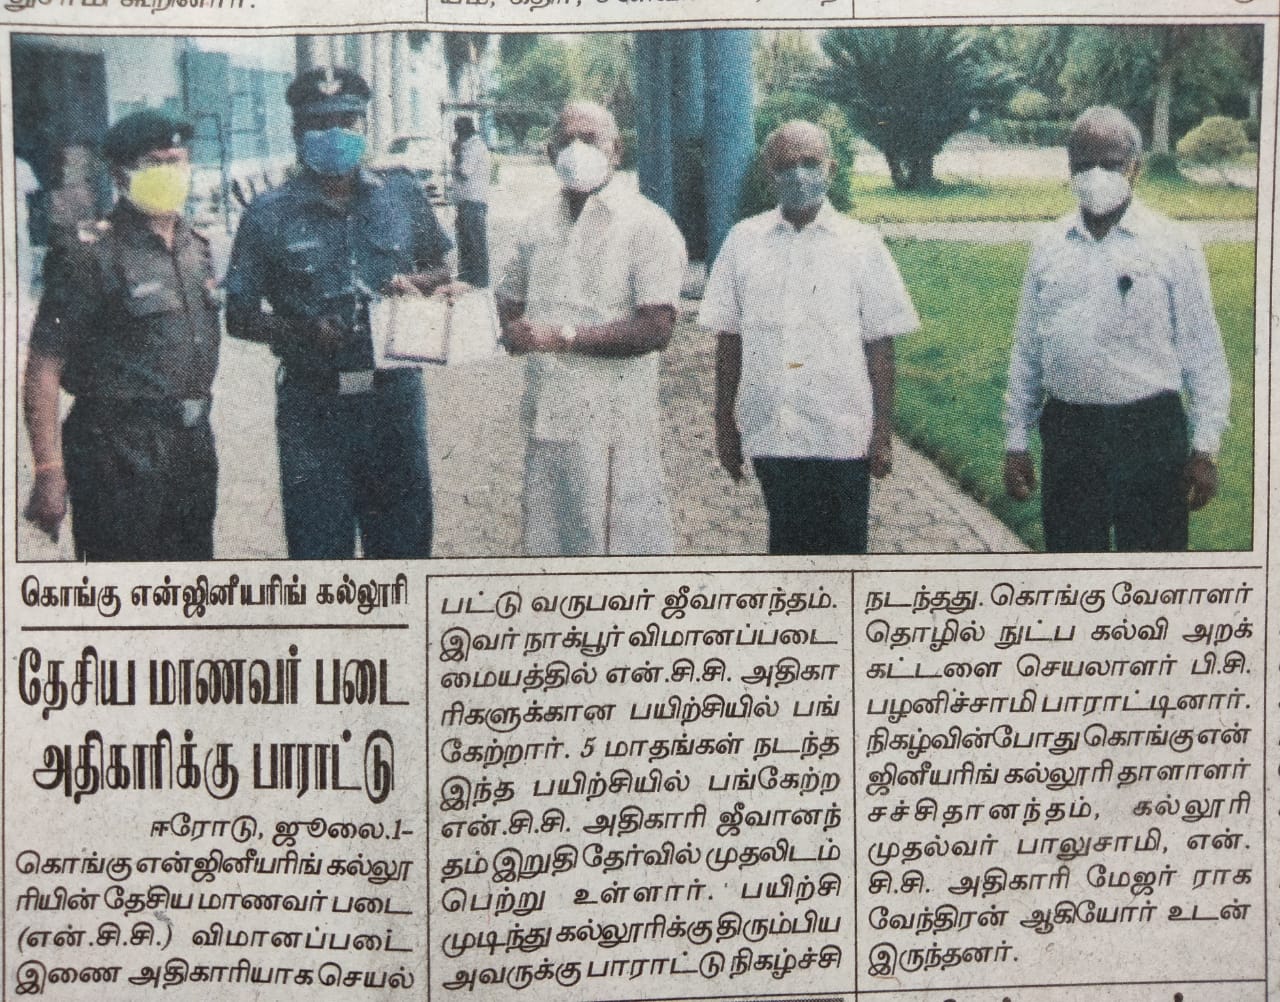 கொங்கு என்ஜினீயரிங் கல்லூரி
தேசிய மாணவர் படை
அதிகாரிக்கு பாராட்டு
ஈரோடு, ஜூலை.1-
கொங்கு என்ஜினீயரிங் கல்லூ
ரியின் தேசிய மாணவர் படை
(என்.சி.சி.) விமானப்படை
இணை அதிகாரியாக செயல்
பட்டு வருபவர் ஜீவானந்தம்.
இவர் நாக்பூர் விமானப்படை
மையத்தில் என்.சி.சி. அதிகா
ரிகளுக்கான பயிற்சியில் பங்
கேற்றார். 5 மாதங்கள் நடந்த
இந்த பயிற்சியில் பங்கேற்ற
என்.சி.சி. அதிகாரி ஜீவானந்
தம் இறுதி தேர்வில் முதலிடம்
பெற்று உள்ளார். பயிற்சி
முடிந்து கல்லூரிக்கு திரும்பிய
அவருக்கு பாராட்டு நிகழ்ச்சி
நடந்தது. கொங்கு வேளாளர்
தொழில் நுட்ப கல்வி அறக்
கட்டளை செயலாளர் பி.சி.
பழனிச்சாமி பாராட்டினார்.
நிகழ்வின்போது கொங்கு என்
ஜினீயரிங் கல்லூரி தாளாளர்
சச்சிதானந்தம், கல்லூரி
முதல்வர் பாலுசாமி, என்.
சி.சி. அதிகாரி மேஜர் ராக
வேந்திரன் ஆகியோர் உடன்
இருந்தனர்.